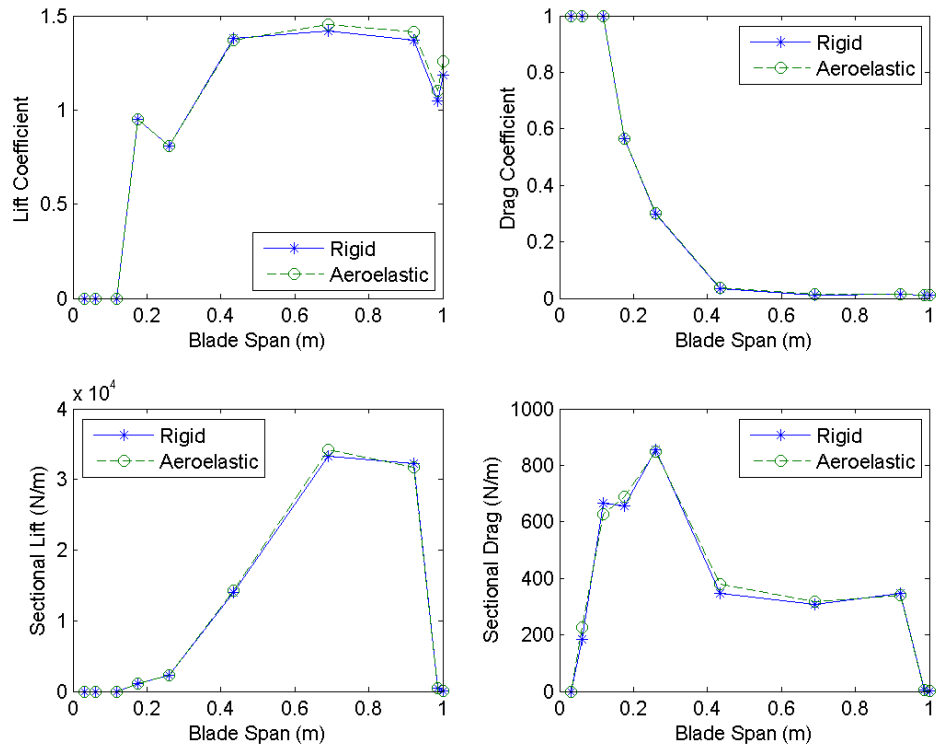 1.5
1
0.5
0
Lift Coefficient
Rigid
Aeroelastic
0 0.2 0.4 0.6 0.8 1
Blade Span (m)
1
0.8
0.6
0.4
0.2
0
Drag Coefficient
Rigid
Aeroelastic
0 0.2 0.4 0.6 0.8 1
Blade Span (m)
x 10^4
4
3
2
1
0
Sectional Lift (N/m)
Rigid
Aeroelastic
0 0.2 0.4 0.6 0.8 1
Blade Span (m)
1000
800
600
400
200
0
Sectional Drag (N/m)
Rigid
Aeroelastic
0 0.2 0.4 0.6 0.8 1
Blade Span (m)